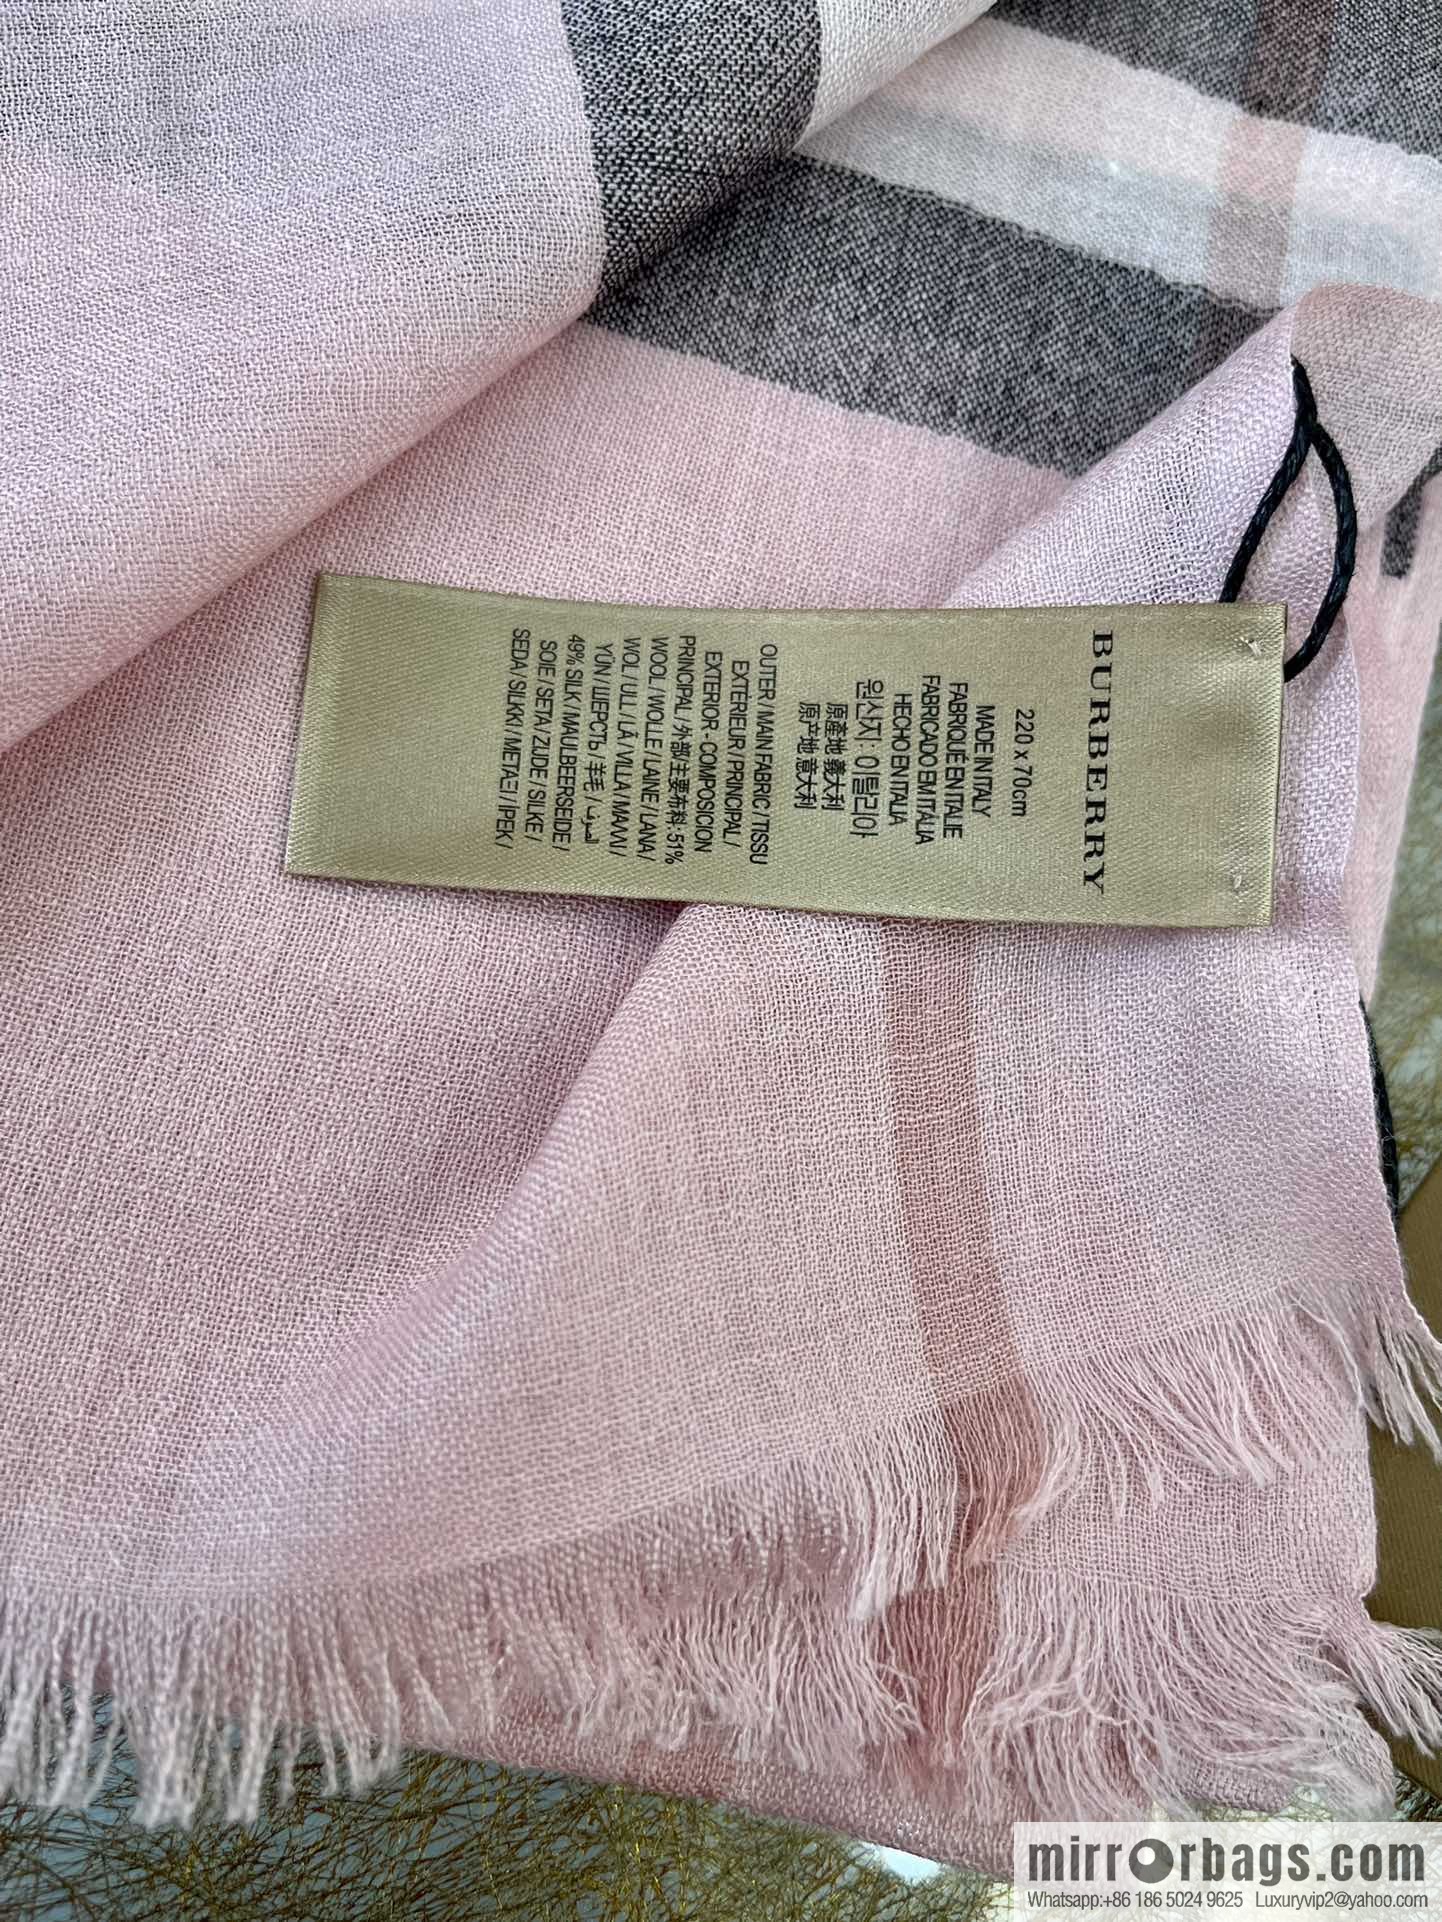 BURBERRY
220 x 70cm
MADE IN ITALY
FABRIQUÉ EN ITALIE
FABRICADO EM ITÁLIA
HECHO EN ITALIA
원산지: 이탈리아
原產地 義大利
原产地 意大利
OUTER / MAIN FABRIC / TISSU
EXTÉRIEUR / PRINCIPAL /
EXTERIOR - COMPOSICION
PRINCIPAL / 外部/主要布料: 51%
WOOL / WOLLE / LAINE / LANA /
WOL / ULL / LÃ / VILLA / ΜΑΛΛΙ /
YÜN / ШЕРСТЬ / 羊毛 / الصوف
49% SILK / MAULBEERSEIDE /
SOIE / SETA / ZIJDE / SILKE /
SEDA / SILKKI / ΜΕΤΑΞΙ / IPEK /
mirrorbags.com
Whatsapp:+86 186 5024 9625 Luxuryvip2@yahoo.com